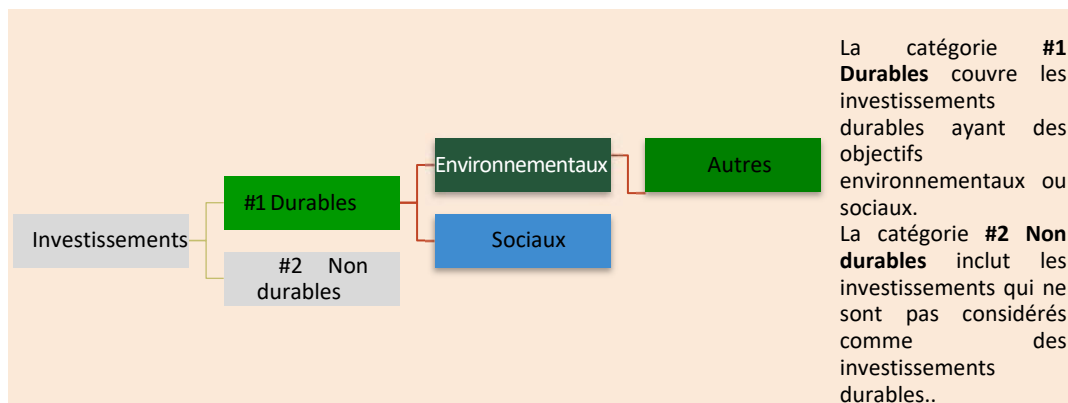 Investissements
#1 Durables
#2 Non
durables
Environnementaux
Sociaux
Autres
La catégorie #1
Durables couvre les
investissements
durables ayant des
objectifs
environnementaux ou
sociaux.
La catégorie #2 Non
durables inclut les
investissements qui ne
sont pas considérés
comme des
investissements
durables..